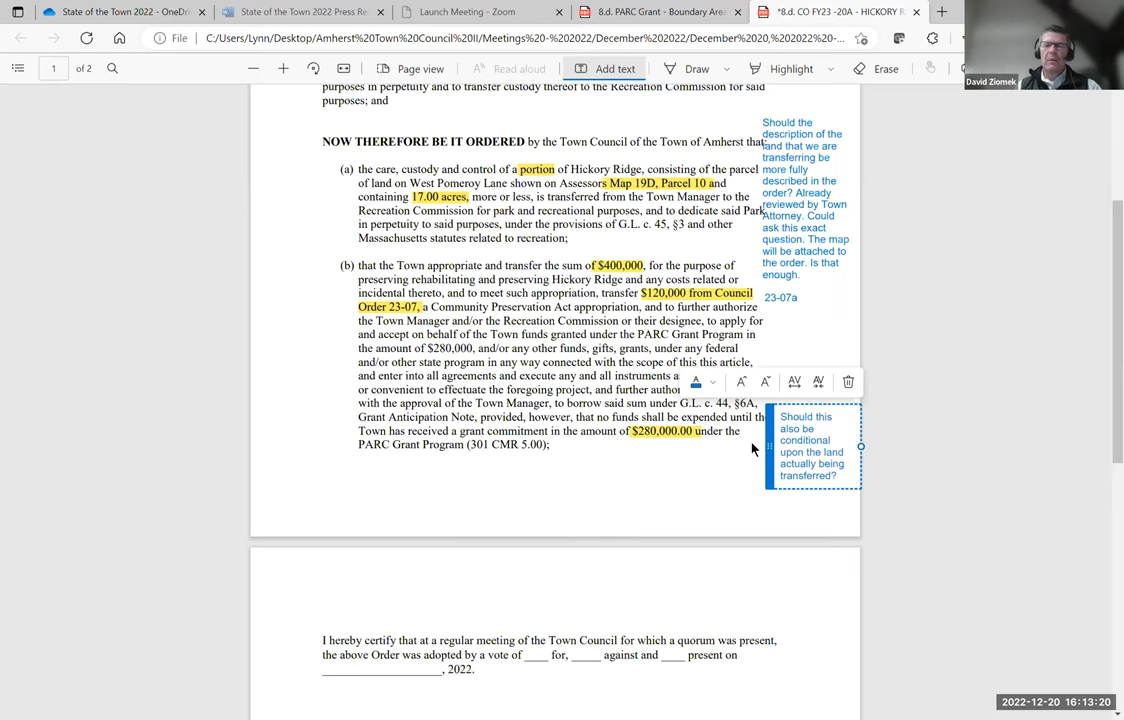 State of the Town 2022 - OneDri
State of the Town 2022 Press Re
Launch Meeting - Zoom
8.d. PARC Grant - Boundary Area
*8.d. CO FY23 -20A - HICKORY R
File
C:/Users/Lynn/Desktop/Amherst%20Town%20Council%20II/Meetings%20-%202022/December%202022/December%2020,%202022%20-...
David Ziomek
1 of 2
Page view
Read aloud
Add text
Draw
Highlight
Erase
purposes in perpetuity and to transfer custody thereof to the Recreation Commission for said
purposes; and
NOW THEREFORE BE IT ORDERED by the Town Council of the Town of Amherst that:
(a) the care, custody and control of a portion of Hickory Ridge, consisting of the parcel
of land on West Pomeroy Lane shown on Assessors Map 19D, Parcel 10 and
containing 17.00 acres, more or less, is transferred from the Town Manager to the
Recreation Commission for park and recreational purposes, and to dedicate said Park
in perpetuity to said purposes, under the provisions of G.L. c. 45, §3 and other
Massachusetts statutes related to recreation;
(b) that the Town appropriate and transfer the sum of $400,000, for the purpose of
preserving rehabilitating and preserving Hickory Ridge and any costs related or
incidental thereto, and to meet such appropriation, transfer $120,000 from Council
Order 23-07, a Community Preservation Act appropriation, and to further authorize
the Town Manager and/or the Recreation Commission or their designee, to apply for
and accept on behalf of the Town funds granted under the PARC Grant Program in
the amount of $280,000, and/or any other funds, gifts, grants, under any federal
and/or other state program in any way connected with the scope of this this article,
and enter into all agreements and execute any and all instruments a
or convenient to effectuate the foregoing project, and further author
with the approval of the Town Manager, to borrow said sum under G.L. c. 44, §6A,
Grant Anticipation Note, provided, however, that no funds shall be expended until the
Town has received a grant commitment in the amount of $280,000.00 under the
PARC Grant Program (301 CMR 5.00);
Should the
description of the
land that we are
transferring be
more fully
described in the
order? Already
reviewed by Town
Attorney. Could
ask this exact
question. The map
will be attached to
the order. Is that
enough.
23-07a
Should this
also be
conditional
upon the land
actually being
transferred?
I hereby certify that at a regular meeting of the Town Council for which a quorum was present,
the above Order was adopted by a vote of ____ for, _____ against and ____ present on
_____________________, 2022.
2022-12-20 16:13:20